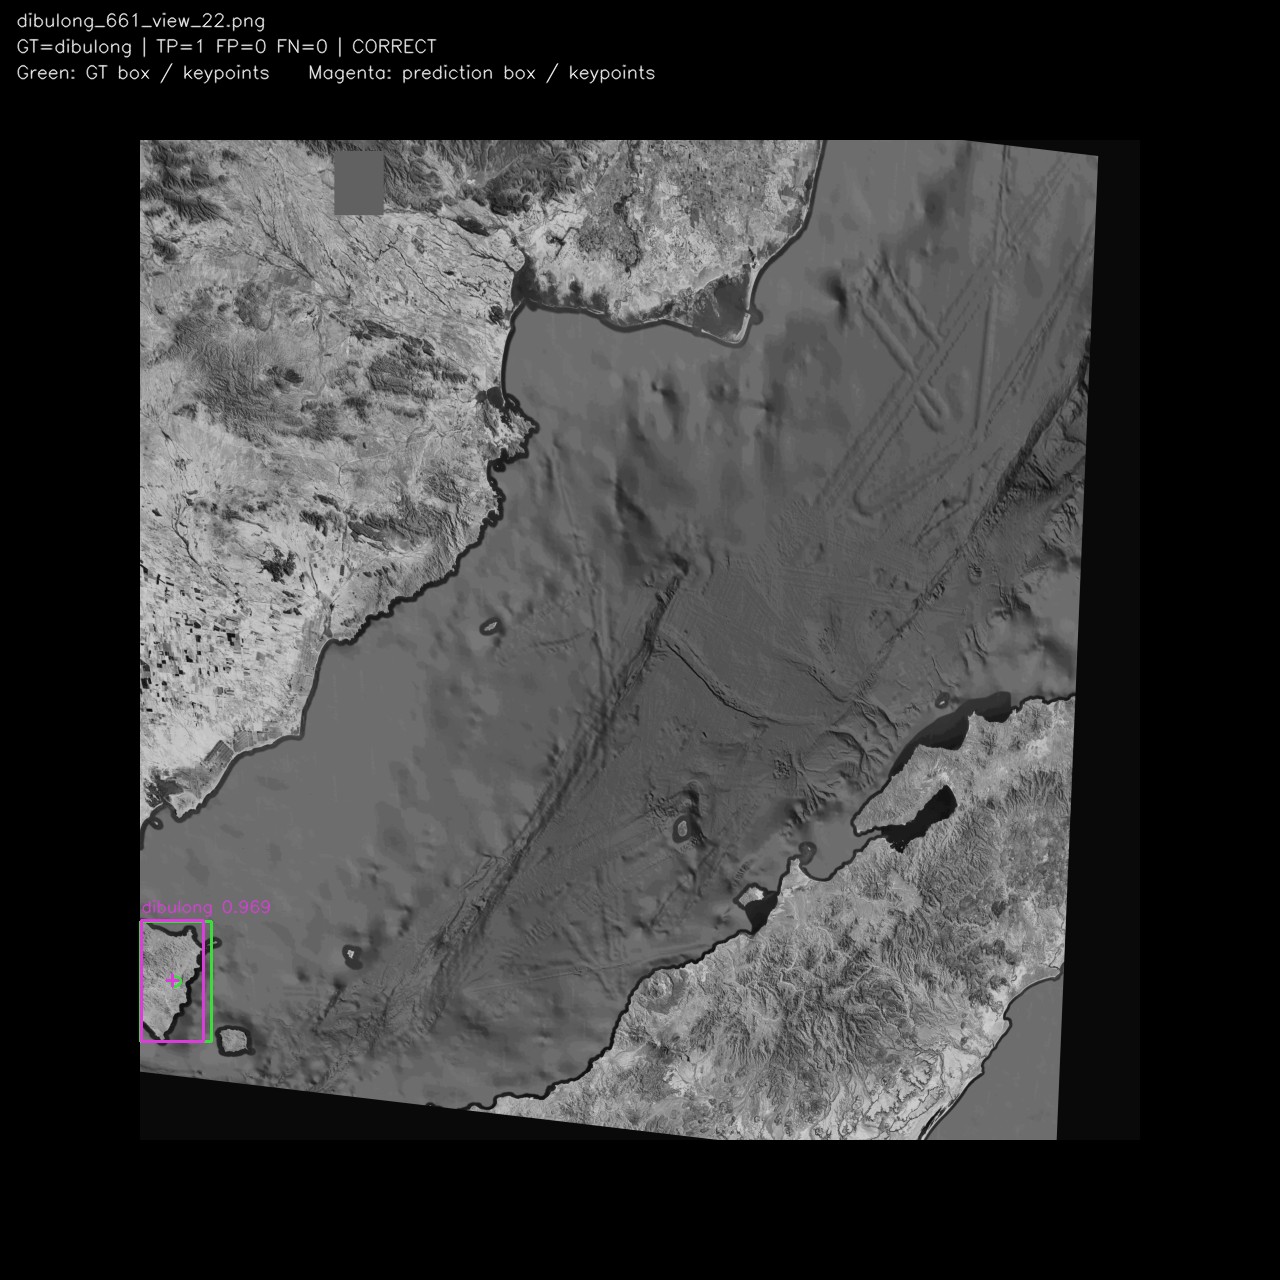 dibulong_661_view_22.png
GT=dibulong | TP=1 FP=0 FN=0 | CORRECT
Green: GT box / keypoints Magenta: prediction box / keypoints
dibulong 0.969